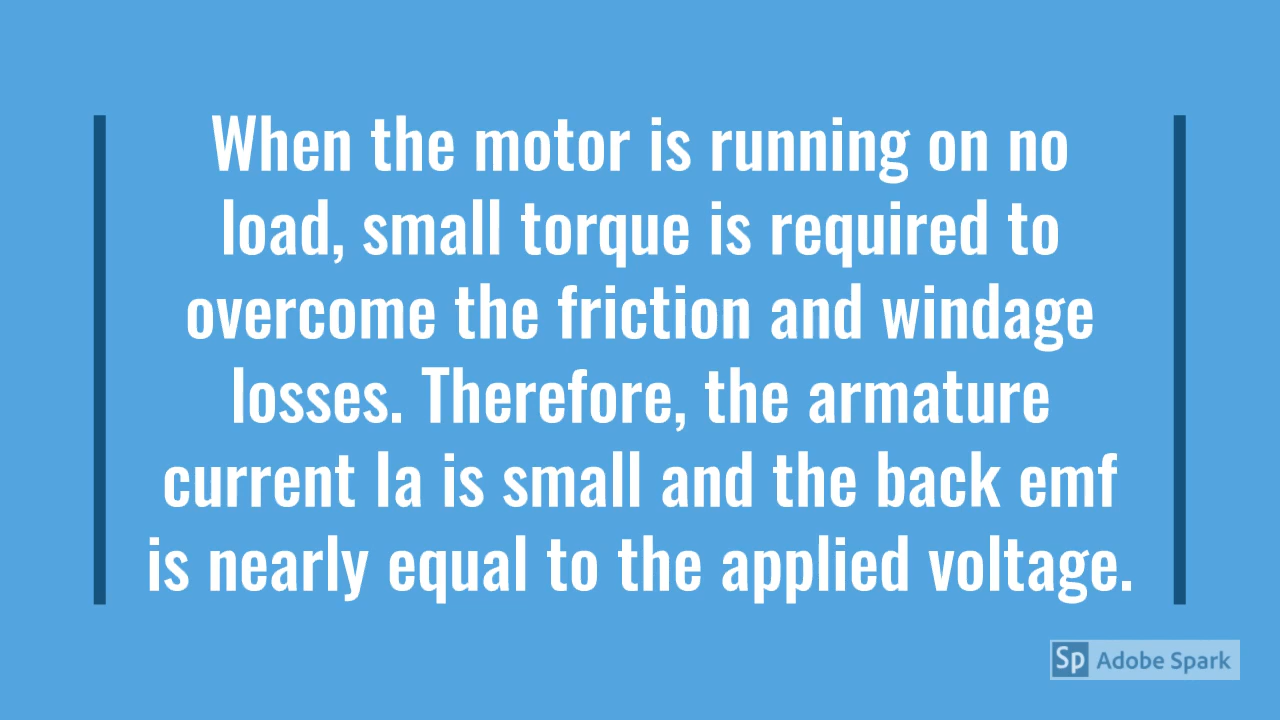 When the motor is running on no
load, small torque is required to
overcome the friction and windage
losses. Therefore, the armature
current Ia is small and the back emf
is nearly equal to the applied voltage.
Sp Adobe Spark